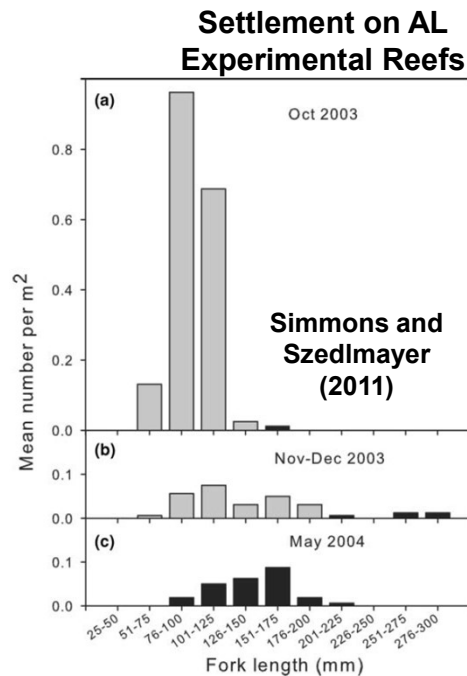 Settlement on AL
Experimental Reefs
(a)
Oct 2003
0.8
0.6
0.4
0.2
0.0
Simmons and
Szedlmayer
(2011)
Mean number per m2
(b)
Nov-Dec 2003
0.1
0.0
(c)
May 2004
0.1
0.0
25-50
51-75
76-100
101-125
126-150
151-175
176-200
201-225
226-250
251-275
276-300
Fork length (mm)